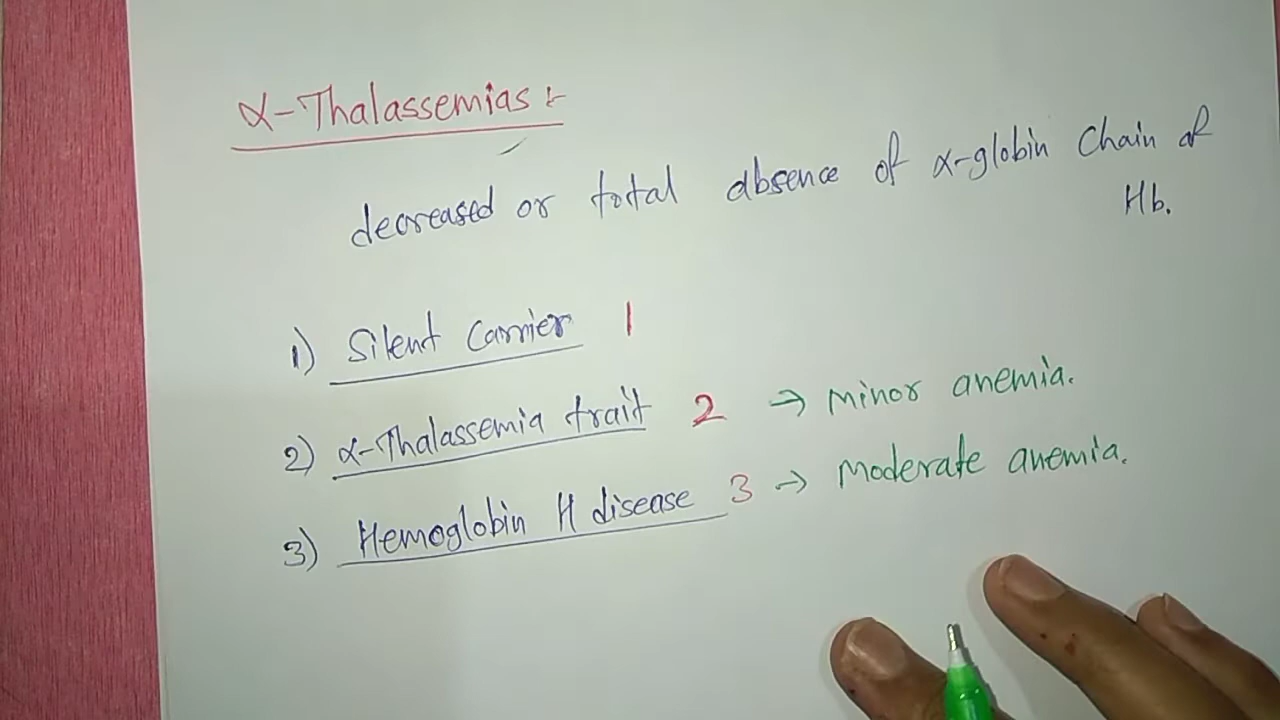 α-Thalassemias :-
decreased or total absence of α-globin Chain of
Hb.
1) Silent Carrier 1
2) α-Thalassemia trait 2 → minor anemia.
3) Hemoglobin H disease 3 → Moderate anemia.